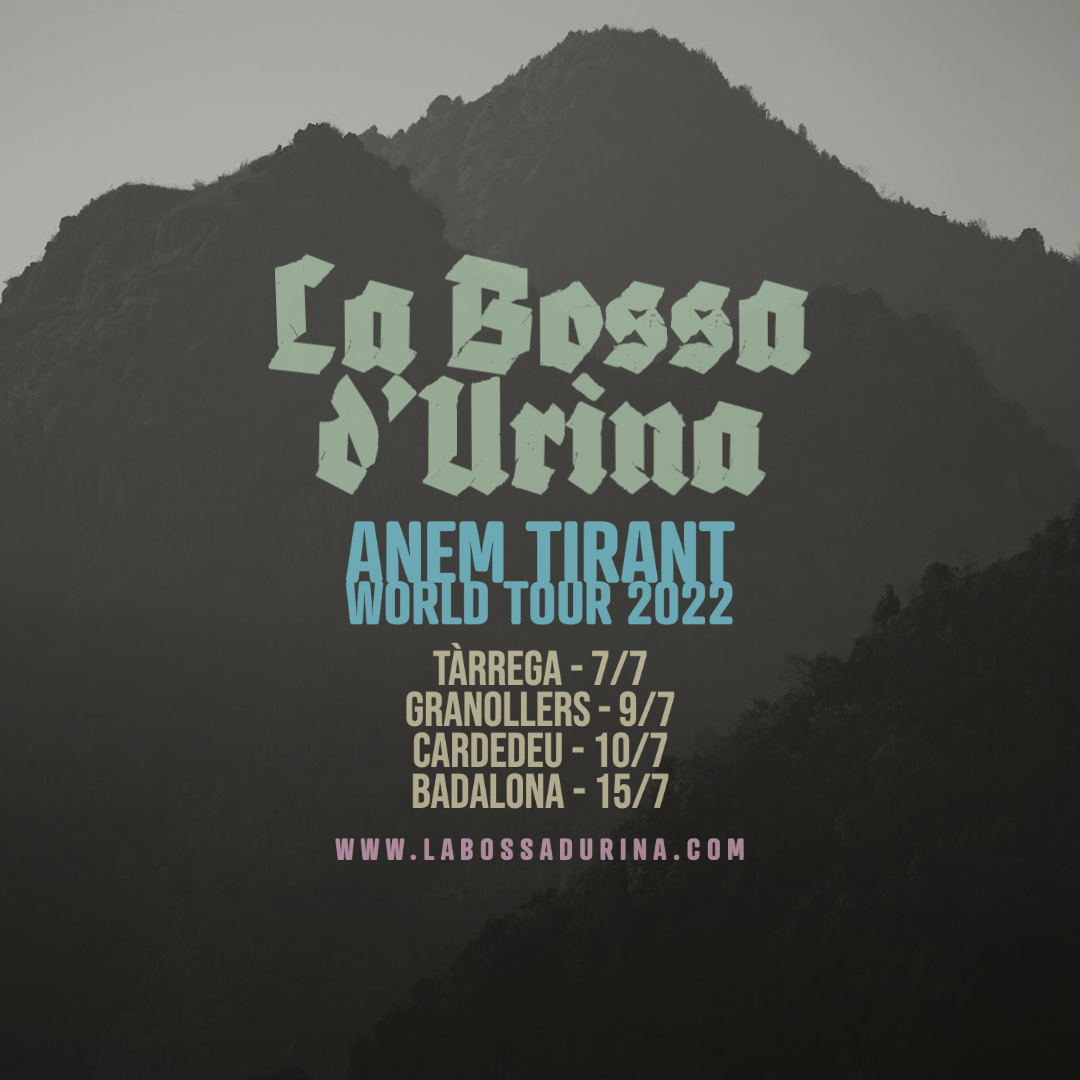 La Bossa
d'Urìna
ANEM TIRANT
WORLD TOUR 2022
TÀRREGA - 7/7
GRANOLLERS - 9/7
CARDEDEU - 10/7
BADALONA - 15/7
WWW.LABOSSADURINA.COM